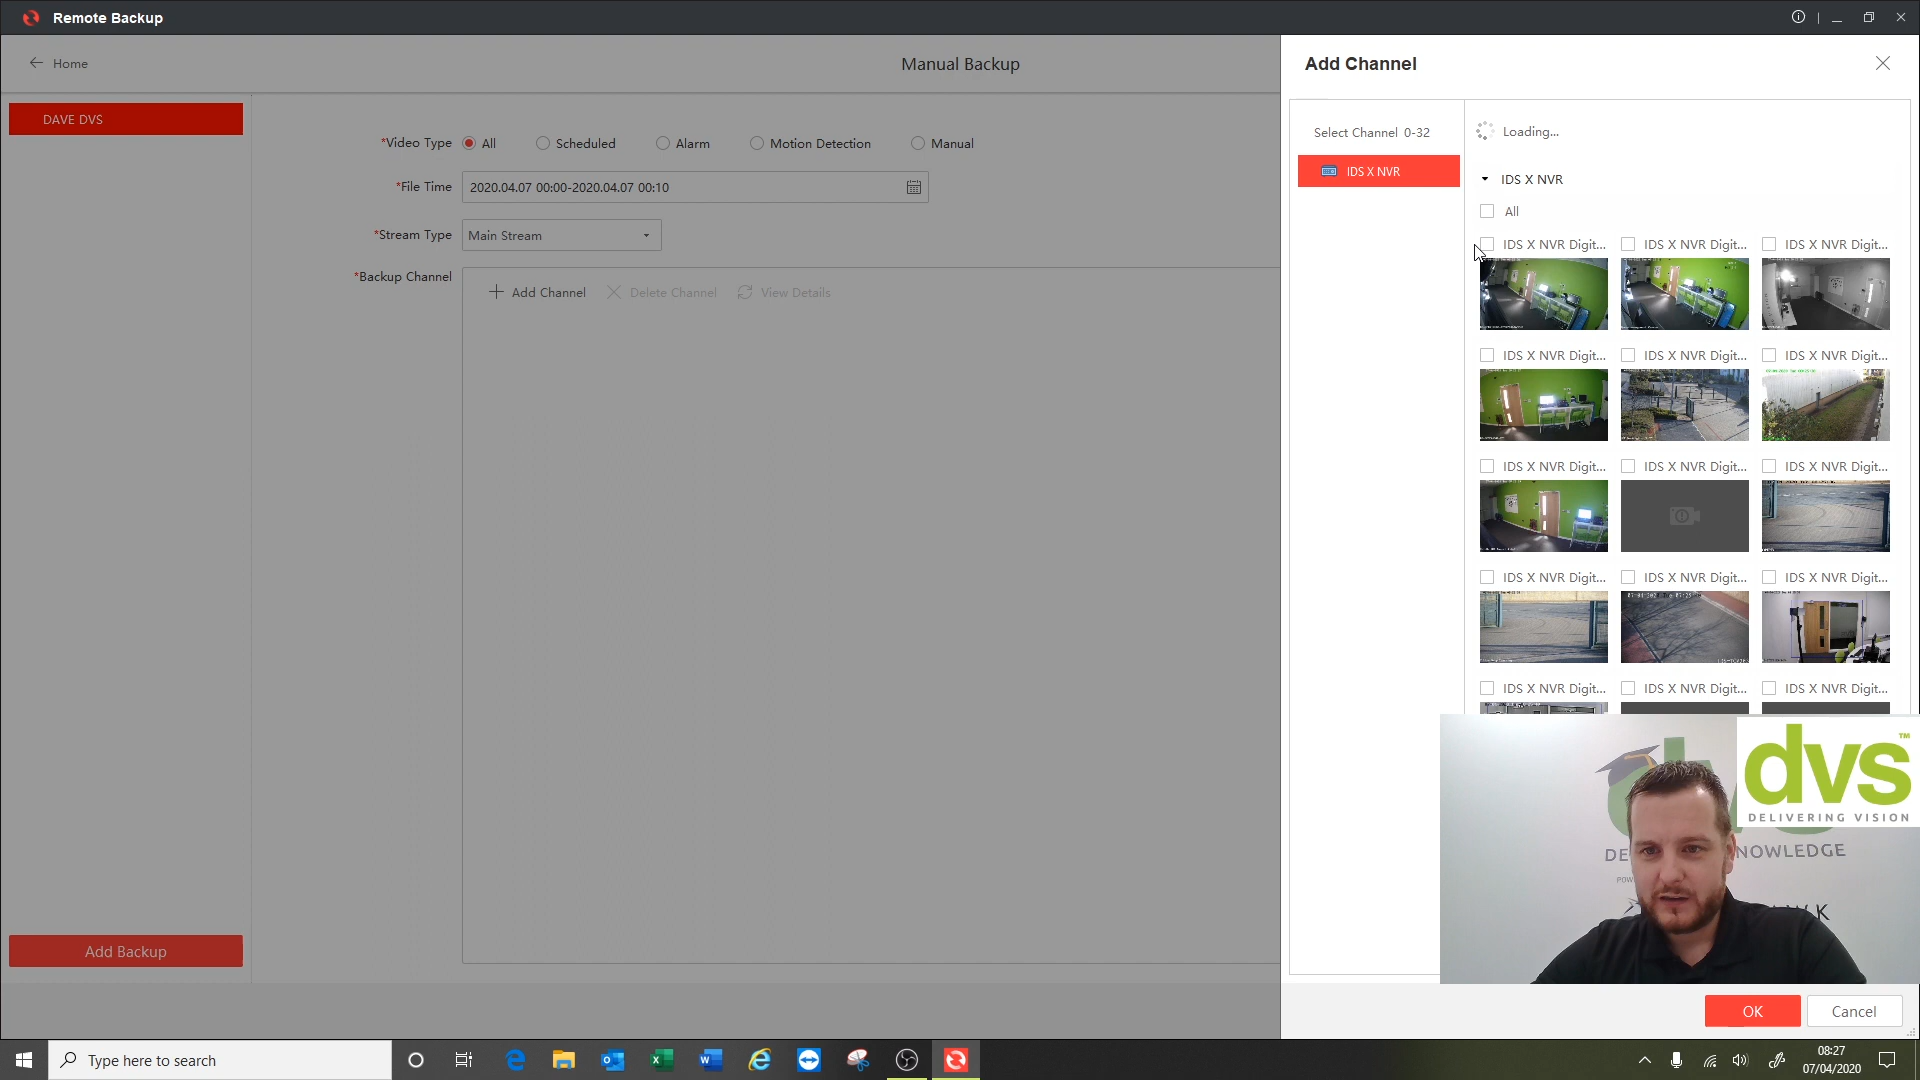 Remote Backup
Home
Manual Backup
Add Channel
DAVE DVS
*Video Type All Scheduled Alarm Motion Detection Manual
*File Time 2020.04.07 00:00-2020.04.07 00:10
*Stream Type Main Stream
*Backup Channel
Add Channel Delete Channel View Details
Select Channel 0-32
IDS X NVR
Loading...
IDS X NVR
All
IDS X NVR Digit... IDS X NVR Digit... IDS X NVR Digit...
IDS X NVR Digit... IDS X NVR Digit... IDS X NVR Digit...
IDS X NVR Digit... IDS X NVR Digit... IDS X NVR Digit...
IDS X NVR Digit... IDS X NVR Digit... IDS X NVR Digit...
IDS X NVR Digit... IDS X NVR Digit... IDS X NVR Digit...
dvs™
DELIVERING VISION
Add Backup
OK Cancel
Type here to search
08:27
07/04/2020